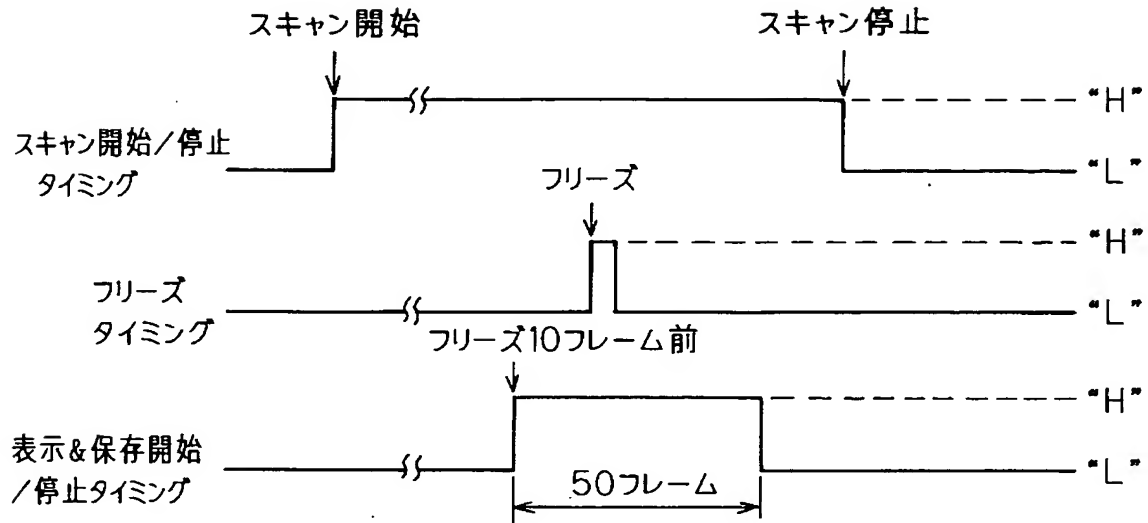 スキャン開始
スキャン停止
“H”
スキャン開始/停止
タイミング
“L”
フリーズ
“H”
フリーズ
タイミング
“L”
フリーズ10フレーム前
“H”
表示&保存開始
/停止タイミング
“L”
50フレーム